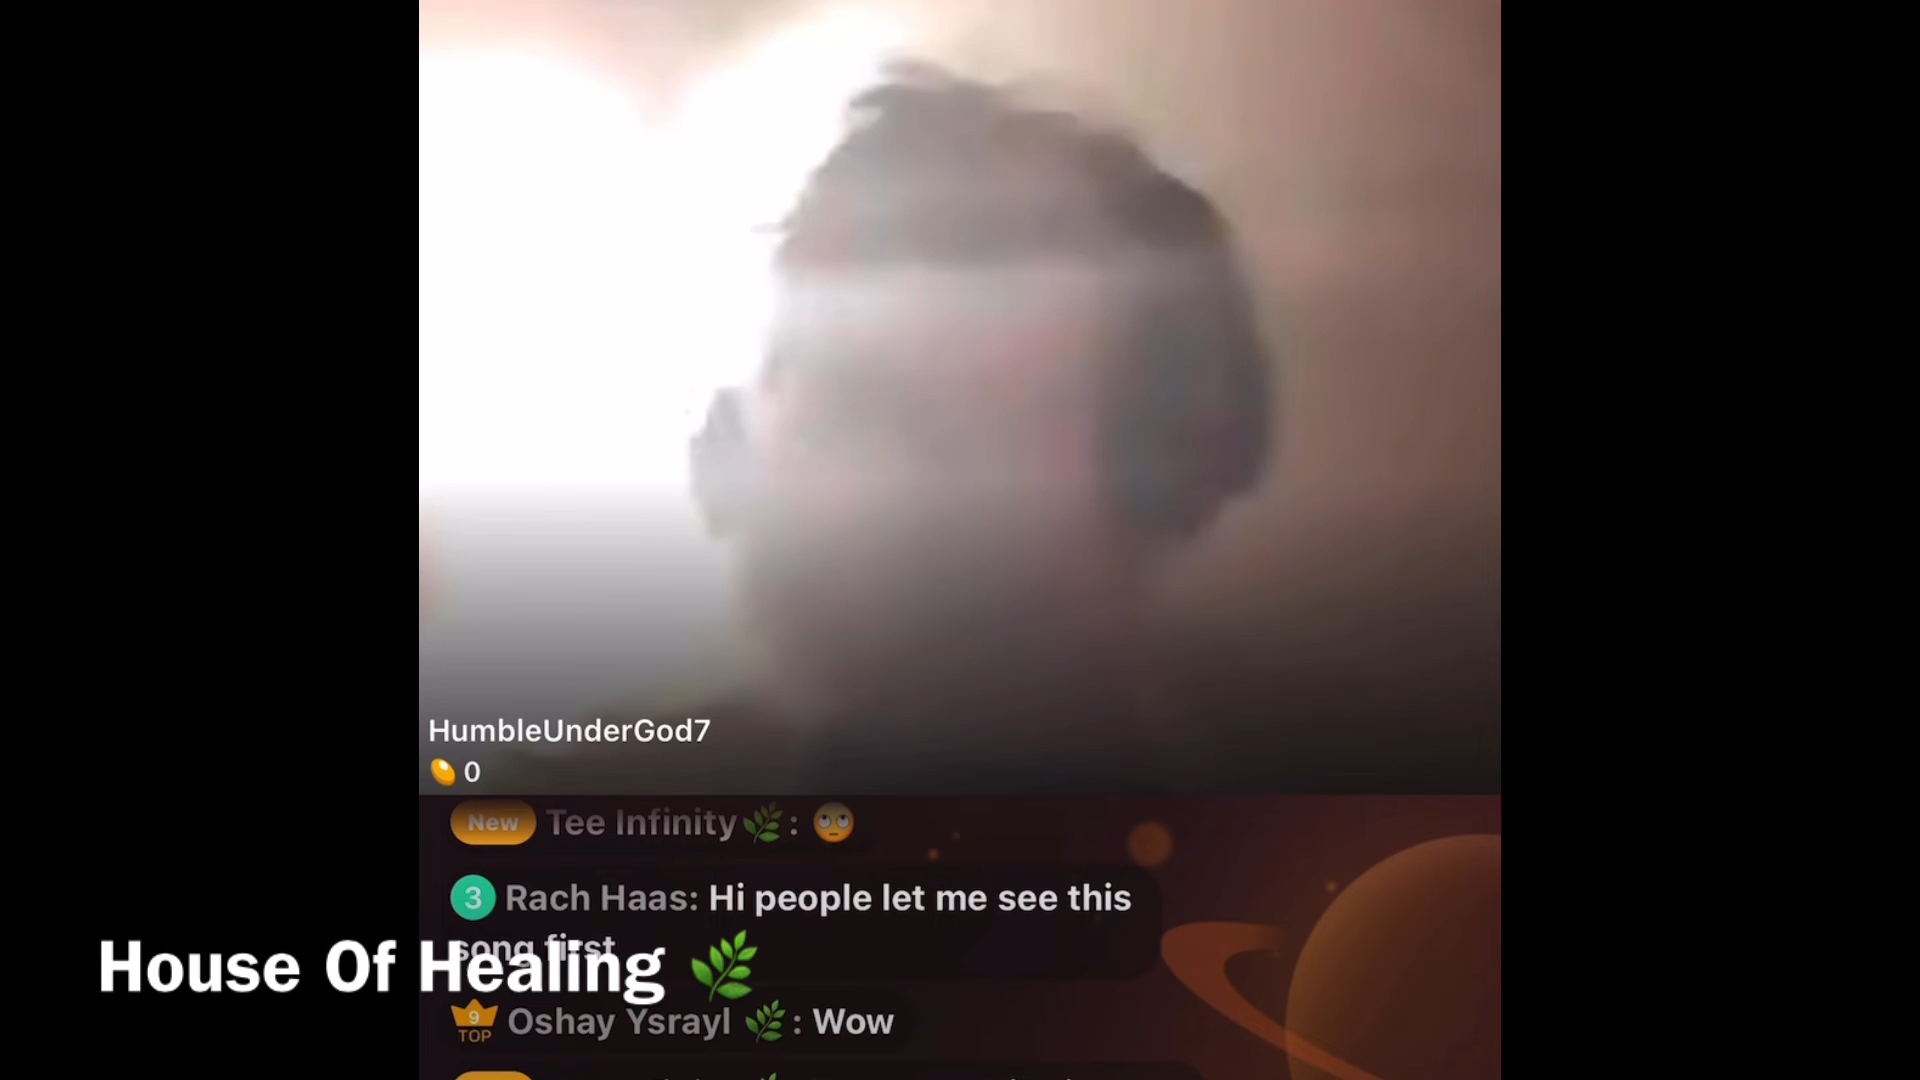 HumbleUnderGod7
0
New Tee Infinity🌿: 🙄
3 Rach Haas: Hi people let me see this
song first
House Of Healing 🌿
9 TOP Oshay Ysrayl 🌿: Wow